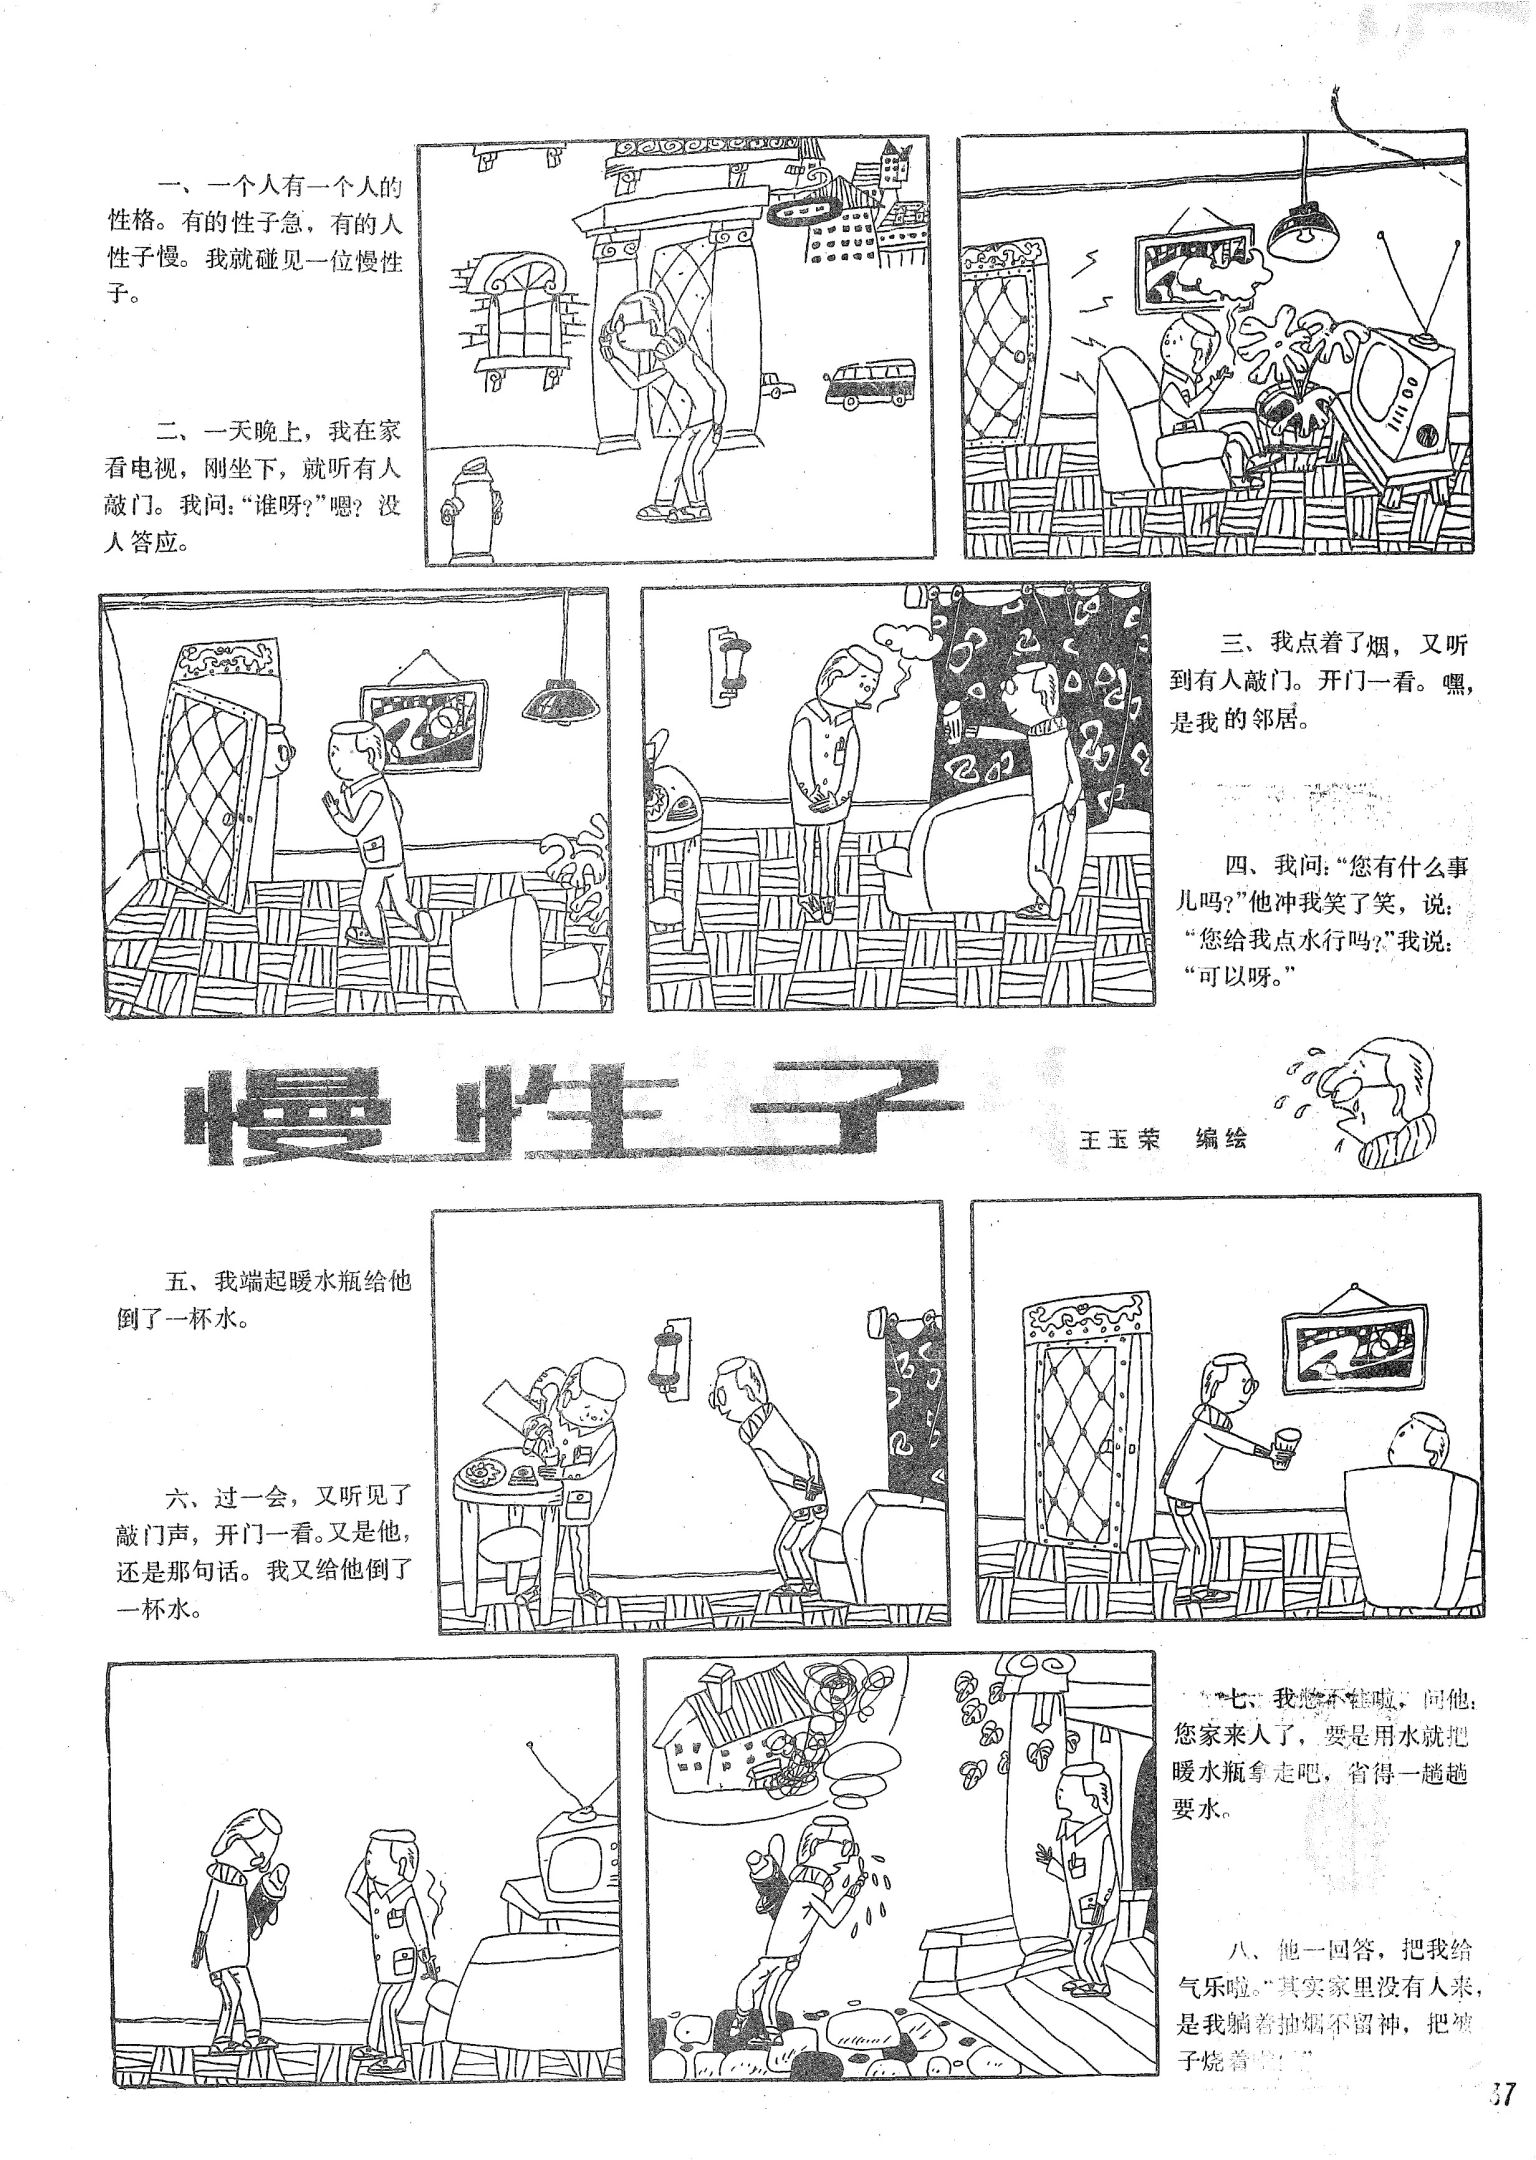 一、一个人有一个人的
性格。有的性子急，有的人
性子慢。我就碰见一位慢性
子。
二、一天晚上，我在家
看电视，刚坐下，就听有人
敲门。我问：“谁呀？”嗯？没
人答应。
三、我点着了烟，又听
到有人敲门。开门一看。嘿，
是我的邻居。
四、我问：“您有什么事
儿吗？”他冲我笑了笑，说：
“您给我点水行吗？”我说：
“可以呀。”
慢性子
王玉荣 编绘
五、我端起暖水瓶给他
倒了一杯水。
六、过一会，又听见了
敲门声，开门一看。又是他，
还是那句话。我又给他倒了
一杯水。
七、我憋不住啦，问他：
您家来人了，要是用水就把
暖水瓶拿走吧，省得一趟趟
要水。
八、他一回答，把我给
气乐啦。“其实家里没有人来，
是我躺着抽烟不留神，把被
子烧着
37